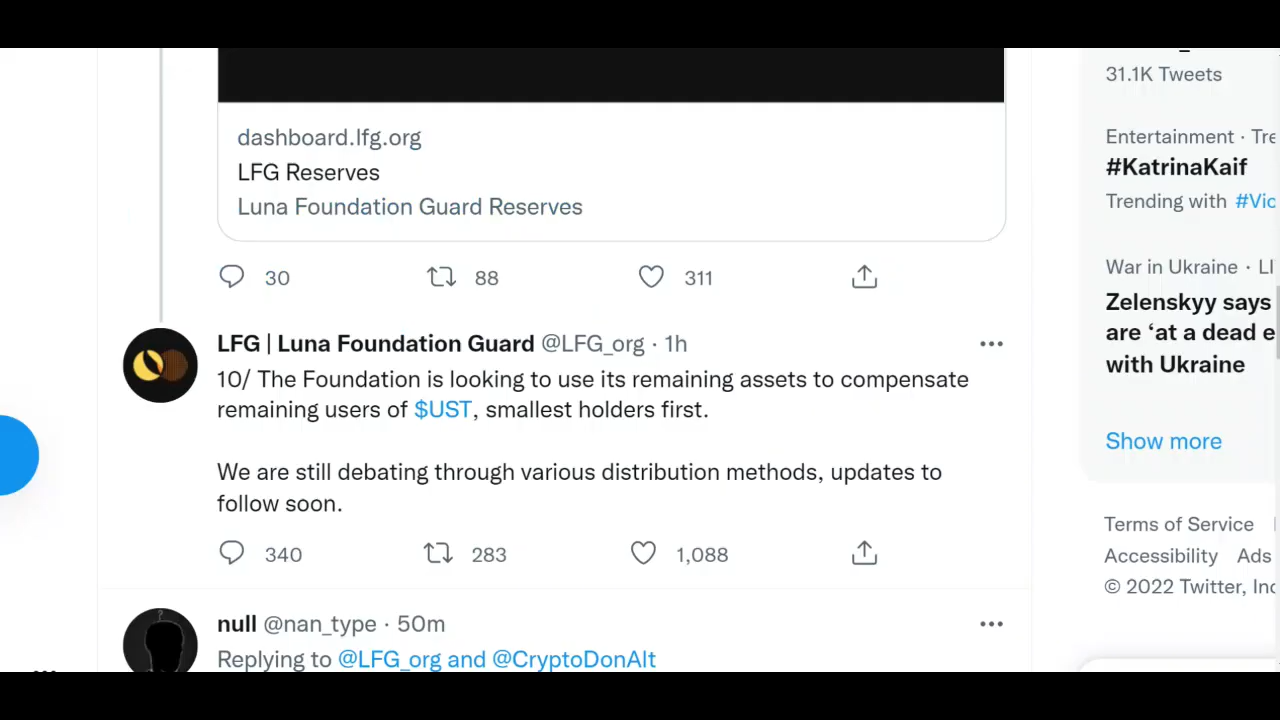 dashboard.lfg.org
LFG Reserves
Luna Foundation Guard Reserves
30 88 311
LFG | Luna Foundation Guard @LFG_org · 1h
10/ The Foundation is looking to use its remaining assets to compensate
remaining users of $UST, smallest holders first.
We are still debating through various distribution methods, updates to
follow soon.
340 283 1,088
null @nan_type · 50m
Replying to @LFG_org and @CryptoDonAlt
31.1K Tweets
Entertainment · Tre
#KatrinaKaif
Trending with #Vic
War in Ukraine · LI
Zelenskyy says
are ‘at a dead e
with Ukraine
Show more
Terms of Service
Accessibility Ads
© 2022 Twitter, Inc